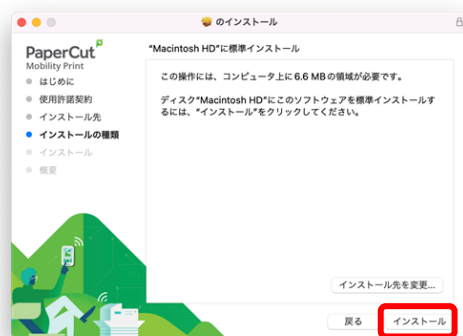 のインストール
PaperCut
Mobility Print
"Macintosh HD"に標準インストール
はじめに
使用許諾契約
インストール先
インストールの種類
インストール
概要
この操作には、コンピュータ上に6.6 MBの領域が必要です。
ディスク"Macintosh HD"にこのソフトウェアを標準インストールす
るには、"インストール"をクリックしてください。
インストール先を変更...
戻る
インストール